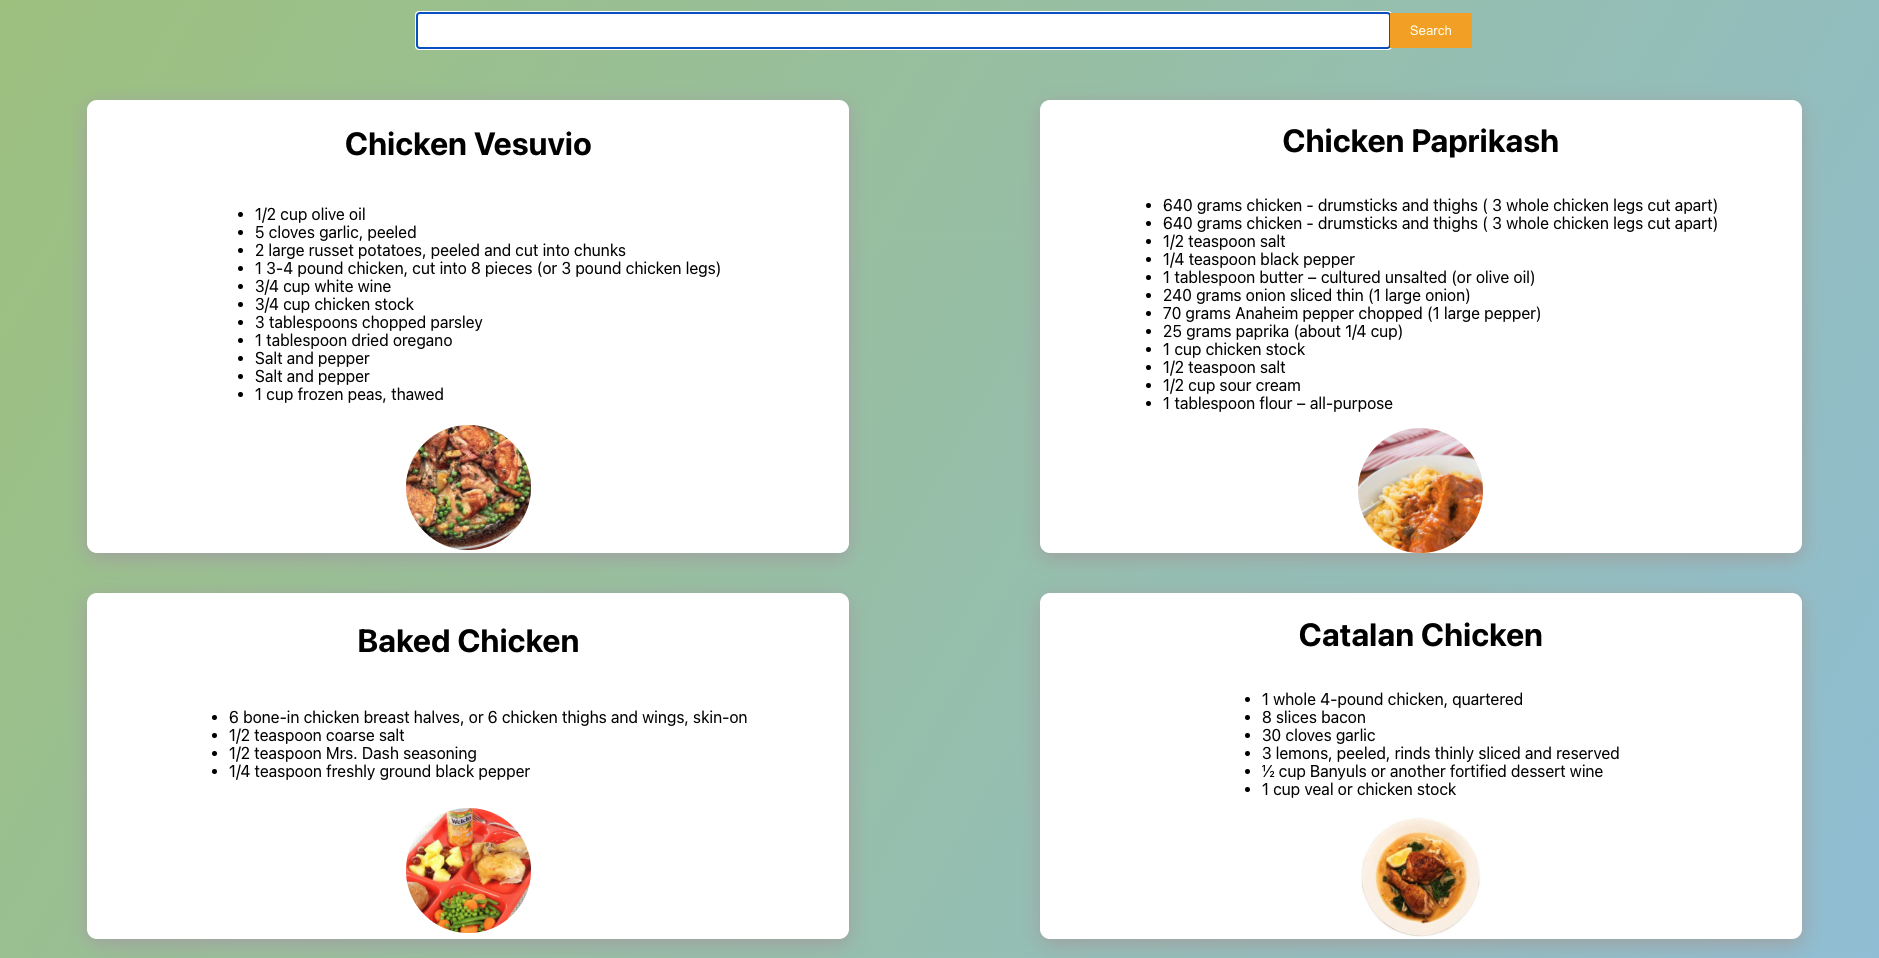 Search
Chicken Vesuvio
1/2 cup olive oil
5 cloves garlic, peeled
2 large russet potatoes, peeled and cut into chunks
1 3-4 pound chicken, cut into 8 pieces (or 3 pound chicken legs)
3/4 cup white wine
3/4 cup chicken stock
3 tablespoons chopped parsley
1 tablespoon dried oregano
Salt and pepper
Salt and pepper
1 cup frozen peas, thawed
Chicken Paprikash
640 grams chicken - drumsticks and thighs ( 3 whole chicken legs cut apart)
640 grams chicken - drumsticks and thighs ( 3 whole chicken legs cut apart)
1/2 teaspoon salt
1/4 teaspoon black pepper
1 tablespoon butter – cultured unsalted (or olive oil)
240 grams onion sliced thin (1 large onion)
70 grams Anaheim pepper chopped (1 large pepper)
25 grams paprika (about 1/4 cup)
1 cup chicken stock
1/2 teaspoon salt
1/2 cup sour cream
1 tablespoon flour – all-purpose
Baked Chicken
6 bone-in chicken breast halves, or 6 chicken thighs and wings, skin-on
1/2 teaspoon coarse salt
1/2 teaspoon Mrs. Dash seasoning
1/4 teaspoon freshly ground black pepper
Catalan Chicken
1 whole 4-pound chicken, quartered
8 slices bacon
30 cloves garlic
3 lemons, peeled, rinds thinly sliced and reserved
½ cup Banyuls or another fortified dessert wine
1 cup veal or chicken stock